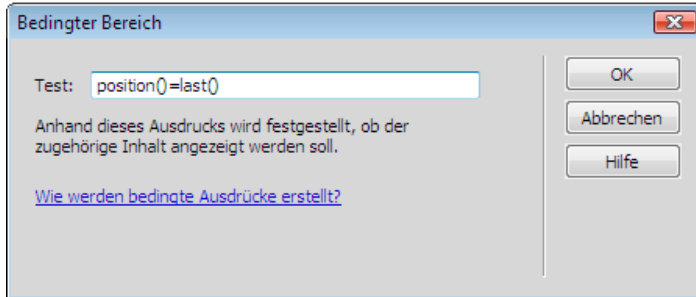 Bedingter Bereich
Test: position()=last()
OK
Anhand dieses Ausdrucks wird festgestellt, ob der
zugehörige Inhalt angezeigt werden soll.
Abbrechen
Hilfe
Wie werden bedingte Ausdrücke erstellt?